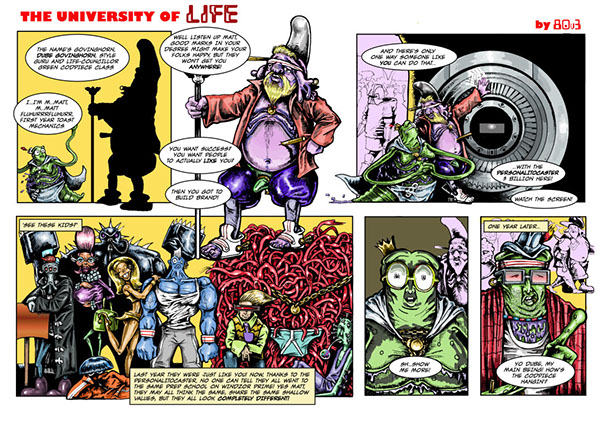 THE UNIVERSITY OF LIFE
by
THE NAME'S GOVINGHORN,
DUBE GOVINGHORN, STYLE
GURU AND LIFE-COUNCILLOR
GREEN CODPIECE CLASS
I...I'M M..MATT,
M..MATT
FLUHURRRFLUHURR,
FIRST YEAR TOAST
MECHANICS
WELL LISTEN UP MATT,
GOOD MARKS IN YOUR
DEGREE MIGHT MAKE YOUR
FOLKS HAPPY, BUT THEY
WON'T GET YOU
ANYWHERE!
YOU WANT SUCCESS?
YOU WANT PEOPLE
TO ACTUALLY LIKE YOU?
THEN YOU GOT TO
BUILD BRAND!
AND THERE'S ONLY
ONE WAY SOMEONE LIKE
YOU CAN DO THAT...
...WITH THE
PERSONALITOCASTER
3 BILLION HERE!
WATCH THE SCREEN!
'SEE THESE KIDS?'
LAST YEAR THEY WERE JUST LIKE YOU! NOW, THANKS TO THE
PERSONALITOCASTER, NO ONE CAN TELL THEY ALL WENT TO
THE SAME PREP SCHOOL ON WINDZOR PRIME! YES MATT,
THEY MAY ALL THINK THE SAME, SHARE THE SAME SHALLOW
VALUES, BUT THEY ALL LOOK COMPLETELY DIFFERENT!
SH..SHOW
ME MORE!
ONE YEAR LATER...
YO DUBE, MY
MAIN BEING! HOW'S
THE CODPIECE
HANGIN'?